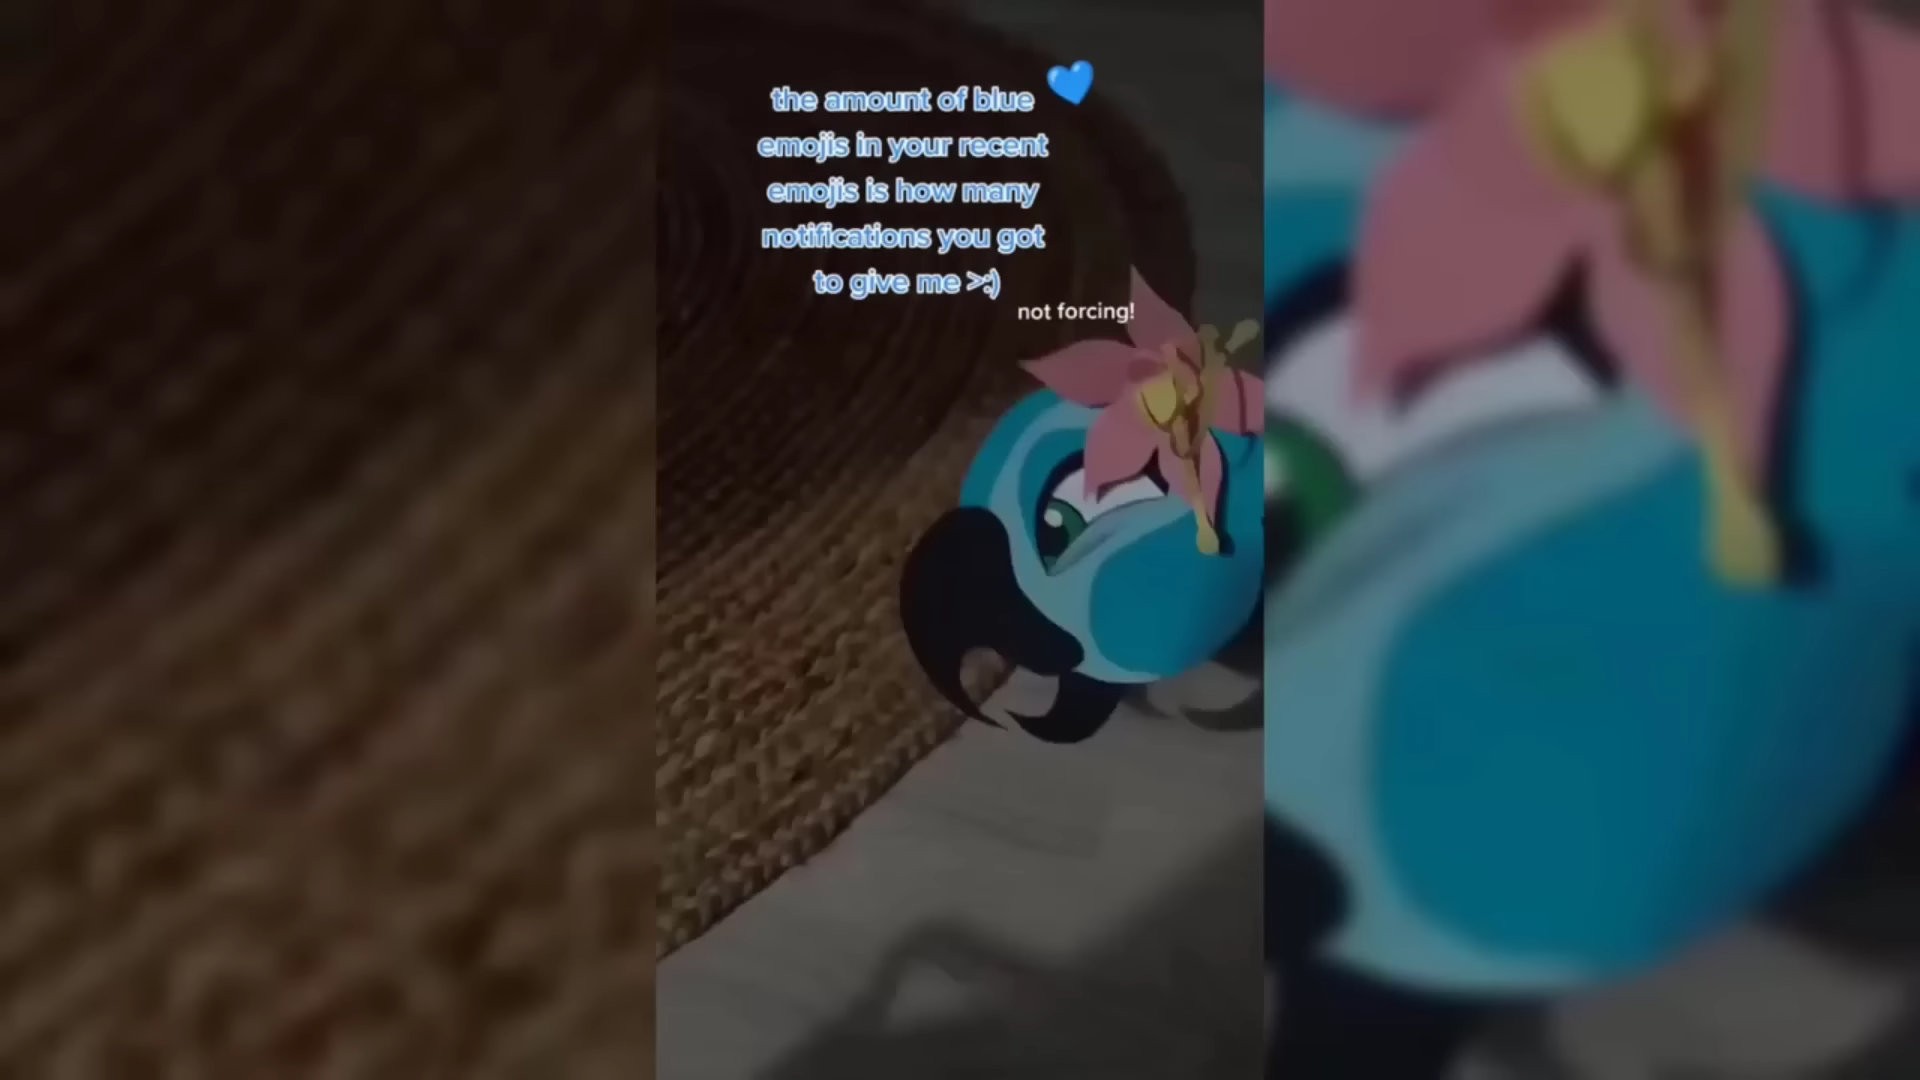 the amount of blue 💙
emojis in your recent
emojis is how many
notifications you got
to give me >:)
not forcing!